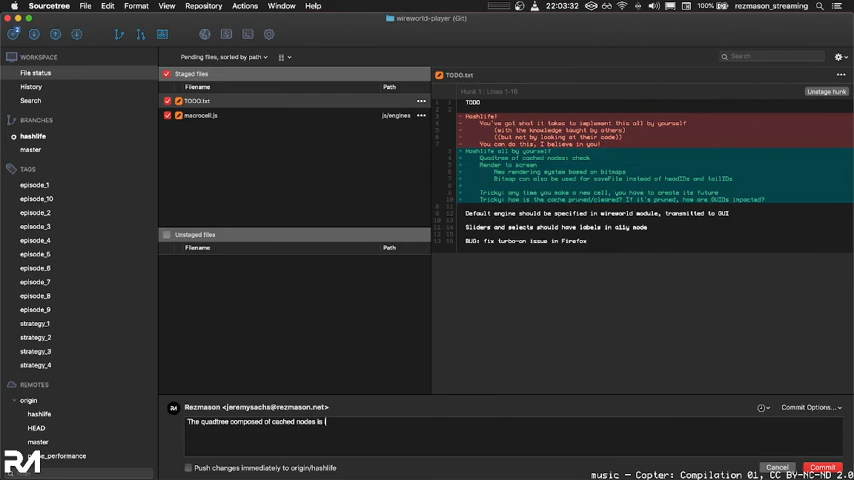 Sourcetree File Edit View Repository Actions Window Help 22:03:32 100% rezmason_streaming
wireworld-player (Git)
2
Pending files, sorted by path
Search
WORKSPACE
File status
History
Search
BRANCHES
hashlife
master
TAGS
episode_1
episode_10
episode_2
episode_3
episode_4
episode_5
episode_6
episode_7
episode_8
episode_9
strategy_1
strategy_2
strategy_3
strategy_4
REMOTES
origin
hashlife
HEAD
master
_performance
Staged files
Filename Path
TODO.txt
macrocell.js js/engines
Unstaged files
Filename Path
TODO.txt
Hunk 1 : Lines 1-16
Unstage hunk
TODO
Hashlife!
You've got what it takes to implement this all by yourself
(with the knowledge taught by others)
((but not by looking at their code))
You can do this, I believe in you!
Hashlife all by yourself
Quadtree of cached nodes: check
Render to screen
New rendering system based on bitmaps
Bitmap can also be used for saveFile instead of headIDs and tailIDs
Tricky: any time you make a new cell, you have to create its future
Tricky: how is the cache pruned/cleared? If it's pruned, how are GUIDs impacted?
Default engine should be specified in wireworld module, transmitted to GUI
Sliders and selects should have labels in a11y mode
BUG: fix turbo-on issue in Firefox
Rezmason <jeremysachs@rezmason.net>
Commit Options...
The quadtree composed of cached nodes is
Push changes immediately to origin/hashlife
Cancel
Commit
music – Copter: Compilation 01, CC BY-NC-ND 2.0